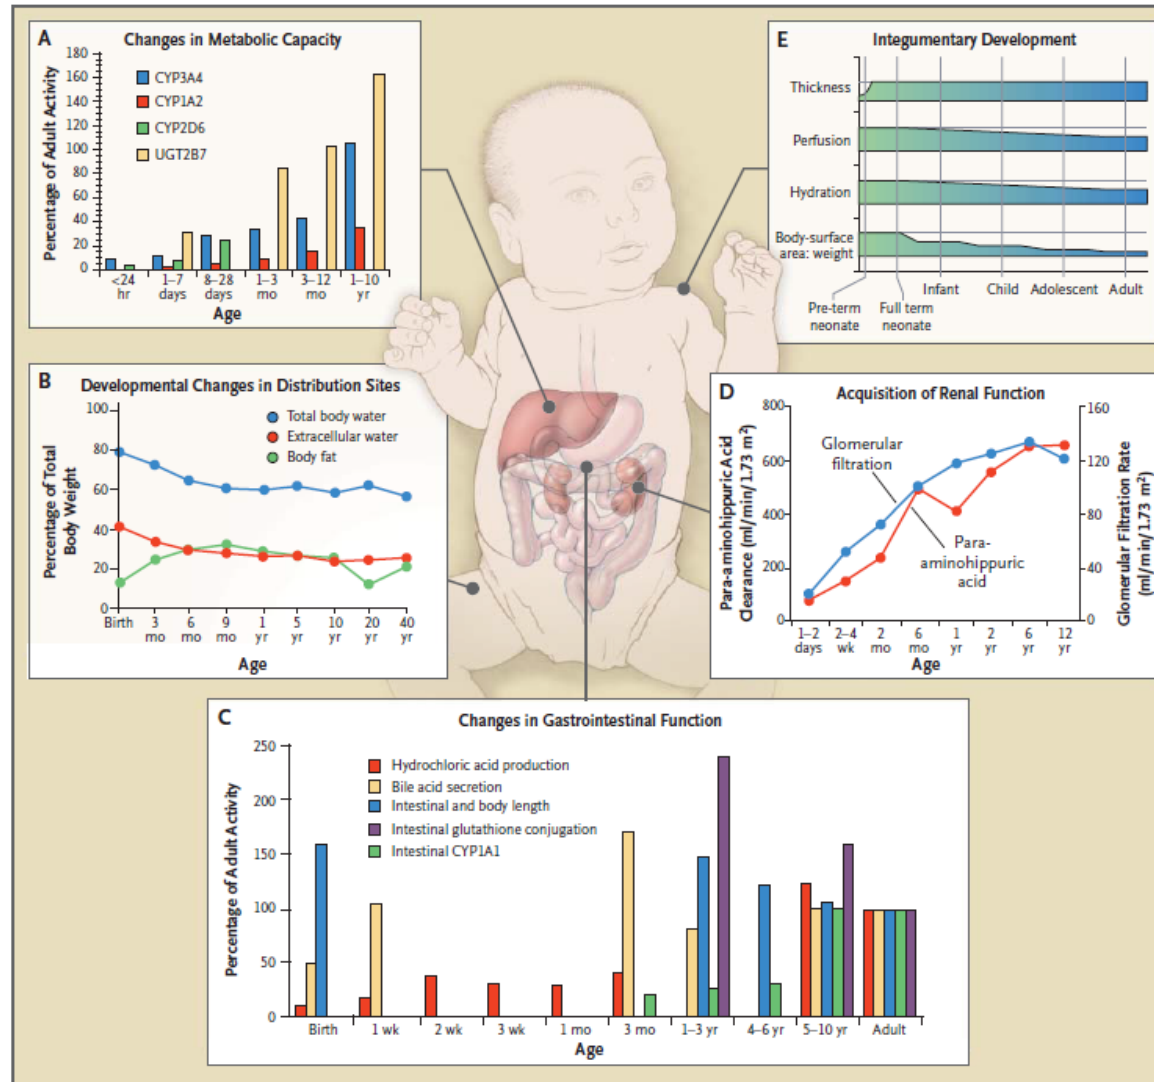 A
Changes in Metabolic Capacity
Percentage of Adult Activity
180
160
140
120
100
80
60
40
20
0
CYP3A4
CYP1A2
CYP2D6
UGT2B7
<24 1–7 8–28 1–3 3–12 1–10
hr days days mo mo yr
Age
E
Integumentary Development
Thickness
Perfusion
Hydration
Body-surface
area: weight
Infant Child Adolescent Adult
Pre-term Full term
neonate neonate
B
Developmental Changes in Distribution Sites
Percentage of Total
Body Weight
100
80
60
40
20
0
Total body water
Extracellular water
Body fat
Birth 3 6 9 1 5 10 20 40
mo mo mo yr yr yr yr yr
Age
D
Acquisition of Renal Function
Para-aminohippuric Acid
Clearance (ml/min/1.73 m²)
800
600
400
200
0
Glomerular
filtration
Para-
aminohippuric
acid
160
120
80
40
0
Glomerular Filtration Rate
(ml/min/1.73 m²)
1–2 2–4 2 6 1 2 6 12
days wk mo mo yr yr yr yr
Age
C
Changes in Gastrointestinal Function
Percentage of Adult Activity
250
200
150
100
50
0
Hydrochloric acid production
Bile acid secretion
Intestinal and body length
Intestinal glutathione conjugation
Intestinal CYP1A1
Birth 1 wk 2 wk 3 wk 1 mo 3 mo 1–3 yr 4–6 yr 5–10 yr Adult
Age